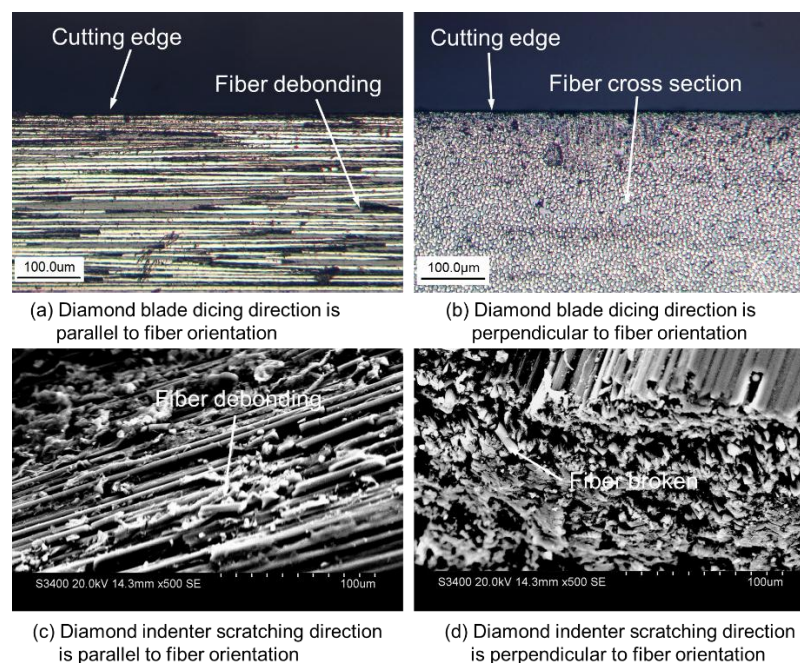 Cutting edge
Fiber debonding
100.0um
Cutting edge
Fiber cross section
100.0µm
(a) Diamond blade dicing direction is
parallel to fiber orientation
(b) Diamond blade dicing direction is
perpendicular to fiber orientation
Fiber debonding
S3400 20.0kV 14.3mm x500 SE
100um
Fiber broken
S3400 20.0kV 14.3mm x500 SE
100um
(c) Diamond indenter scratching direction
is parallel to fiber orientation
(d) Diamond indenter scratching direction
is perpendicular to fiber orientation